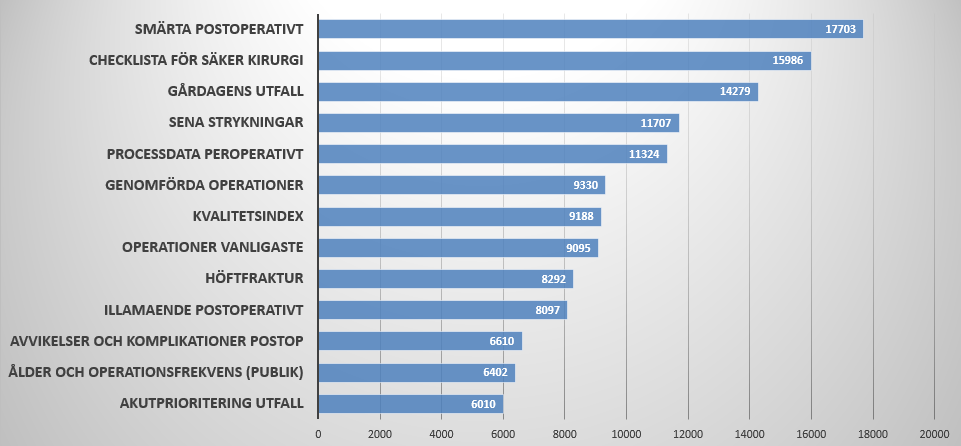 SMÄRTA POSTOPERATIVT 17703
CHECKLISTA FÖR SÄKER KIRURGI 15986
GÅRDAGENS UTFALL 14279
SENA STRYKNINGAR 11707
PROCESSDATA PEROPERATIVT 11324
GENOMFÖRDA OPERATIONER 9330
KVALITETSINDEX 9188
OPERATIONER VANLIGASTE 9095
HÖFTFRAKTUR 8292
ILLAMAENDE POSTOPERATIVT 8097
AVVIKELSER OCH KOMPLIKATIONER POSTOP 6610
ÅLDER OCH OPERATIONSFREKVENS (PUBLIK) 6402
AKUTPRIORITERING UTFALL 6010
0 2000 4000 6000 8000 10000 12000 14000 16000 18000 20000